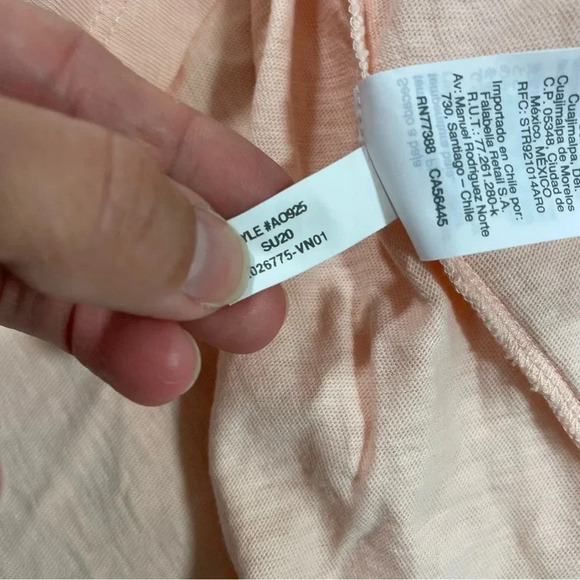 YLE #AO925
SU20
026775-VN01
Cuajimalpa, Del.
Cuajimalpa de Morelos
C.P. 05348, Ciudad de
México, MEXICO
RFC: STR9210144AR0
Importado en Chile por:
Falabella Retail S.A.
R.U.T.: 77.261.280-k
Av: Manuel Rodríguez Norte
730. Santiago - Chile
RN77388 CA56445